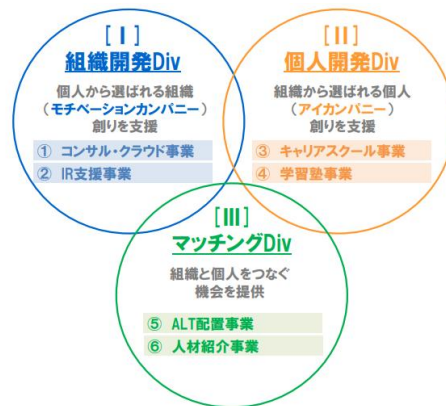 [Ⅰ]
組織開発Div
個人から選ばれる組織
(モチベーションカンパニー)
創りを支援
① コンサル・クラウド事業
② IR支援事業
[Ⅱ]
個人開発Div
組織から選ばれる個人
(アイカンパニー)
創りを支援
③ キャリアスクール事業
④ 学習塾事業
[Ⅲ]
マッチングDiv
組織と個人をつなぐ
機会を提供
⑤ ALT配置事業
⑥ 人材紹介事業